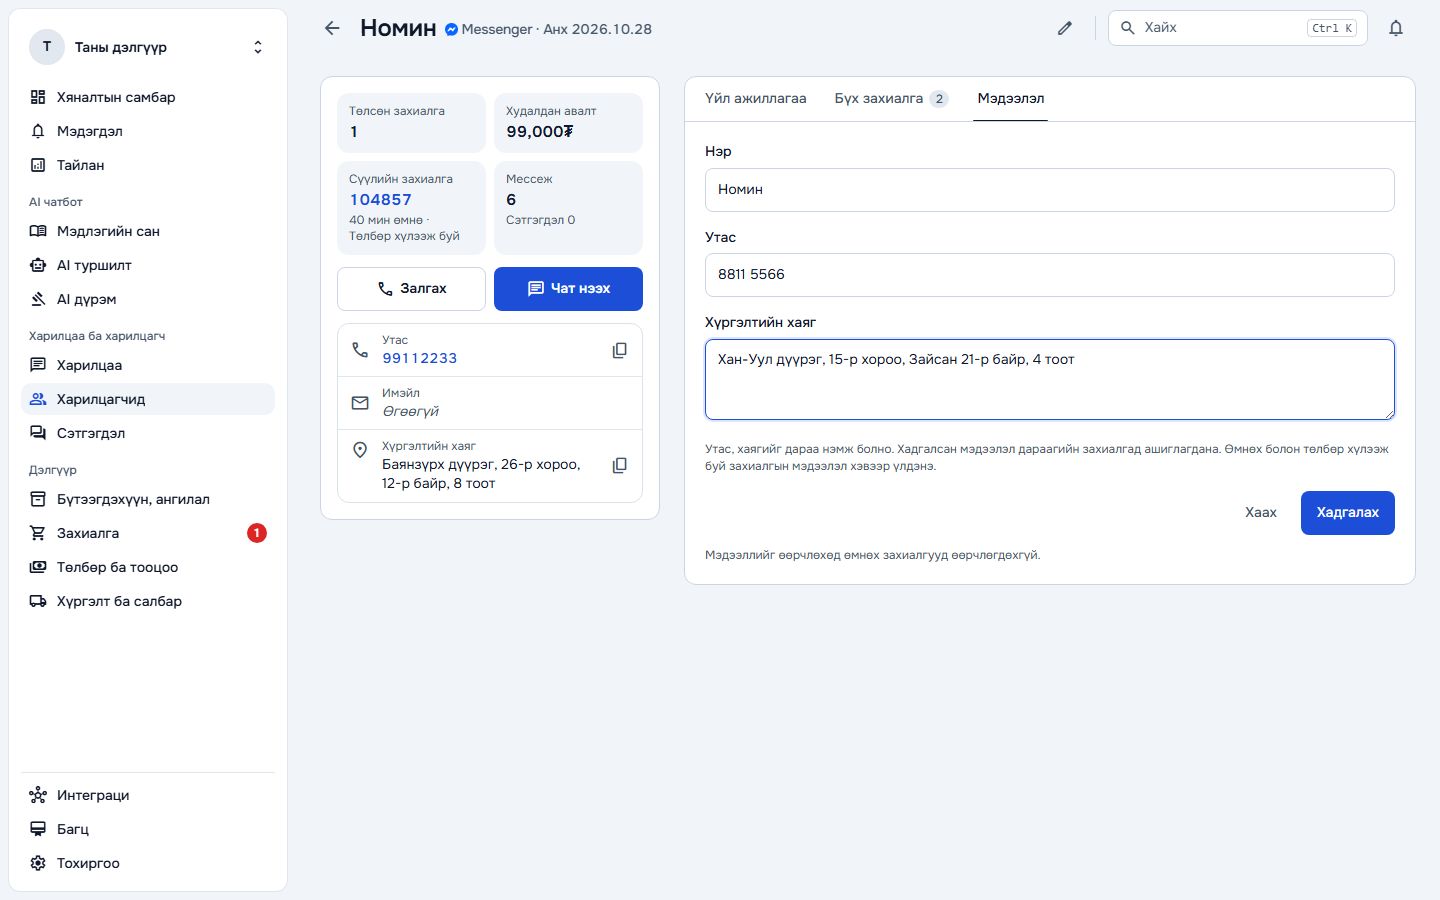 Т
Таны дэлгүүр
Хяналтын самбар
Мэдэгдэл
Тайлан
AI чатбот
Мэдлэгийн сан
AI туршилт
AI дүрэм
Харилцаа ба харилцагч
Харилцаа
Харилцагчид
Сэтгэгдэл
Дэлгүүр
Бүтээгдэхүүн, ангилал
Захиалга 1
Төлбөр ба тооцоо
Хүргэлт ба салбар
Интеграци
Багц
Тохиргоо
Номин Messenger · Анх 2026.10.28
Хайх Ctrl K
Төлсөн захиалга
1
Худалдан авалт
99,000₮
Сүүлийн захиалга
104857
40 мин өмнө ·
Төлбөр хүлээж буй
Мессеж
6
Сэтгэгдэл 0
Залгах
Чат нээх
Утас
99112233
Имэйл
Өгөөгүй
Хүргэлтийн хаяг
Баянзүрх дүүрэг, 26-р хороо,
12-р байр, 8 тоот
Үйл ажиллагаа Бүх захиалга 2 Мэдээлэл
Нэр
Номин
Утас
8811 5566
Хүргэлтийн хаяг
Хан-Уул дүүрэг, 15-р хороо, Зайсан 21-р байр, 4 тоот
Утас, хаягийг дараа нэмж болно. Хадгалсан мэдээлэл дараагийн захиалгад ашиглагдана. Өмнөх болон төлбөр хүлээж
буй захиалгын мэдээлэл хэвээр үлдэнэ.
Хаах Хадгалах
Мэдээллийг өөрчлөхөд өмнөх захиалгууд өөрчлөгдөхгүй.